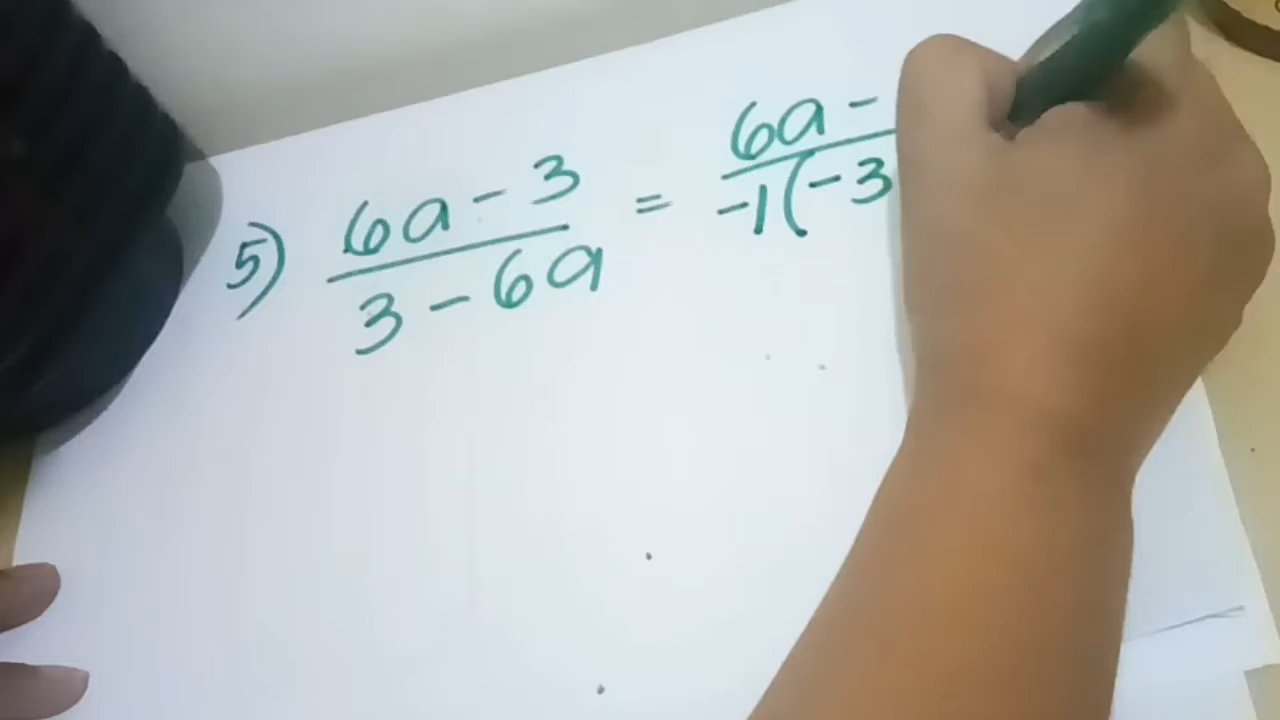 5) 6a - 3 = 6a -
3 - 6a -1(-3